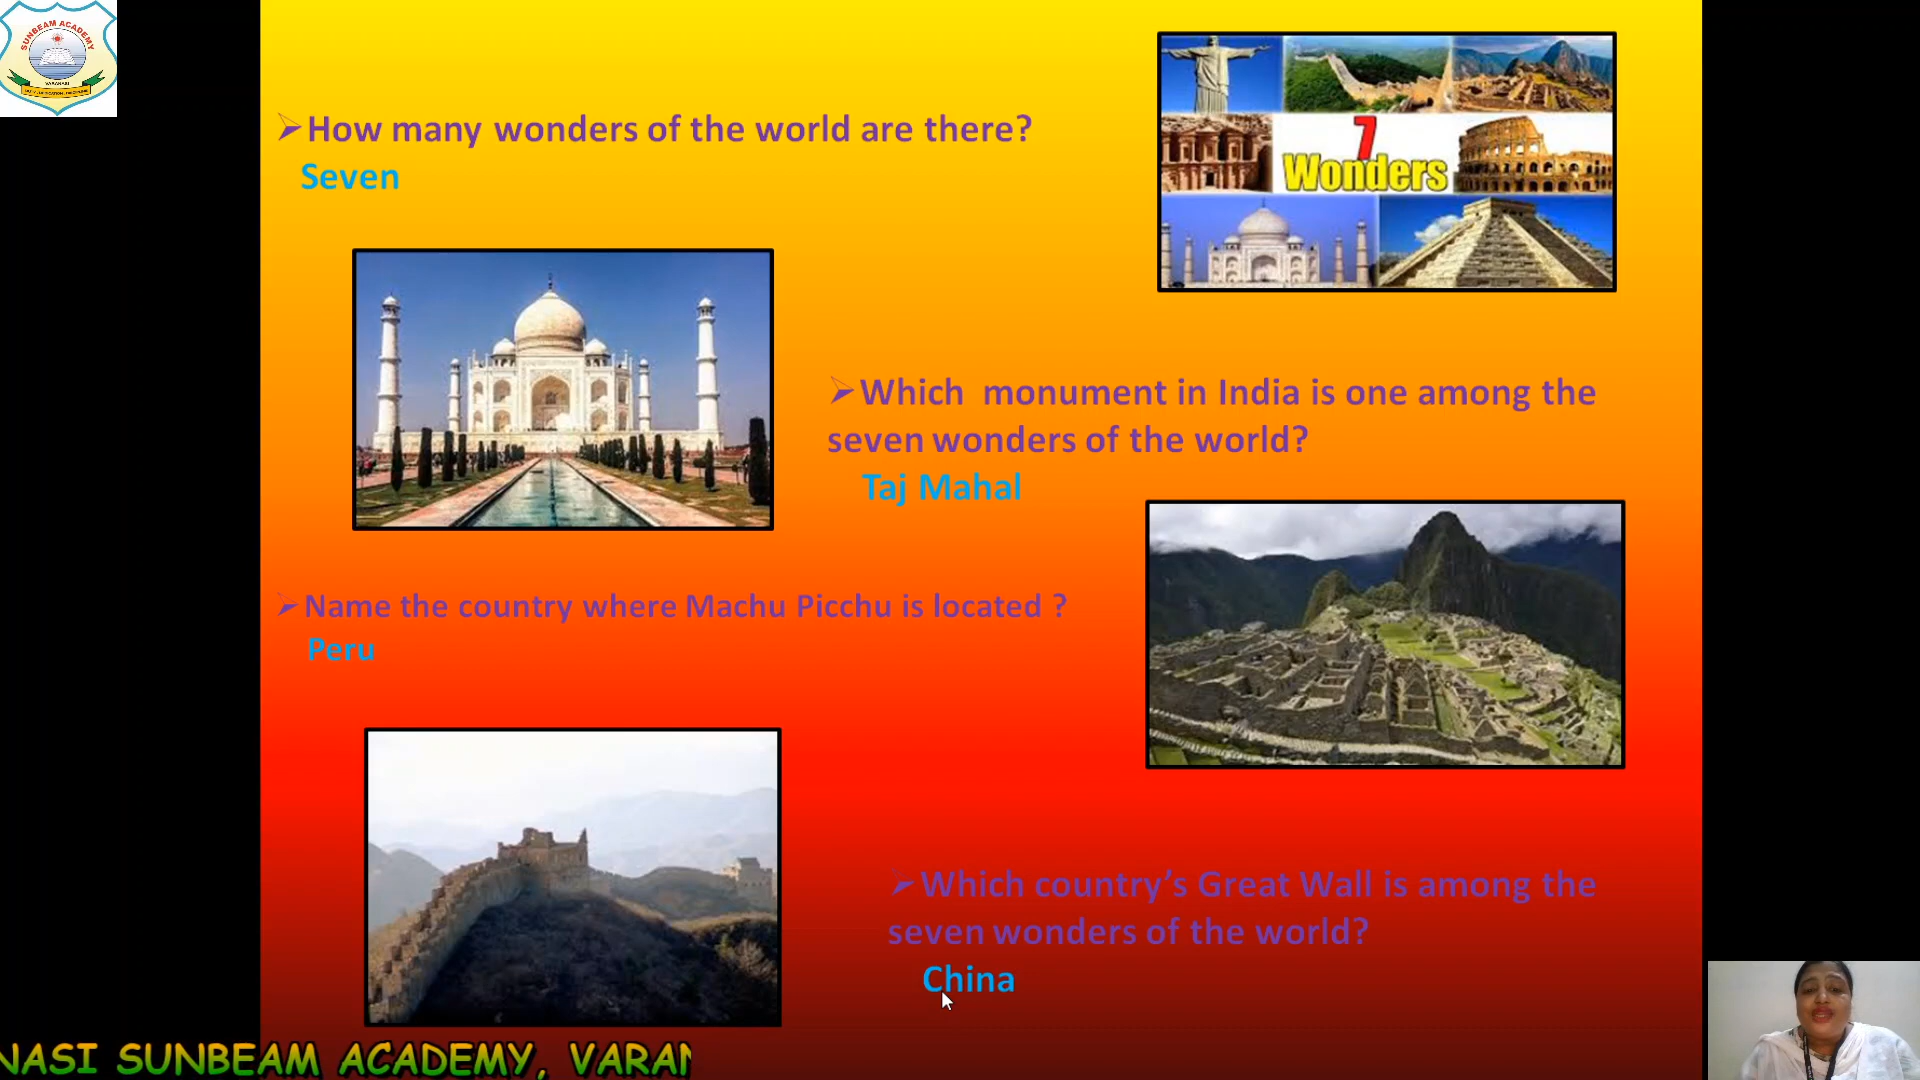 SUNBEAM ACADEMY
VARANASI
➢How many wonders of the world are there?
Seven
7
Wonders
➢Which monument in India is one among the
seven wonders of the world?
Taj Mahal
➢Name the country where Machu Picchu is located ?
Peru
➢Which country’s Great Wall is among the
seven wonders of the world?
China
NASI SUNBEAM ACADEMY, VARAN